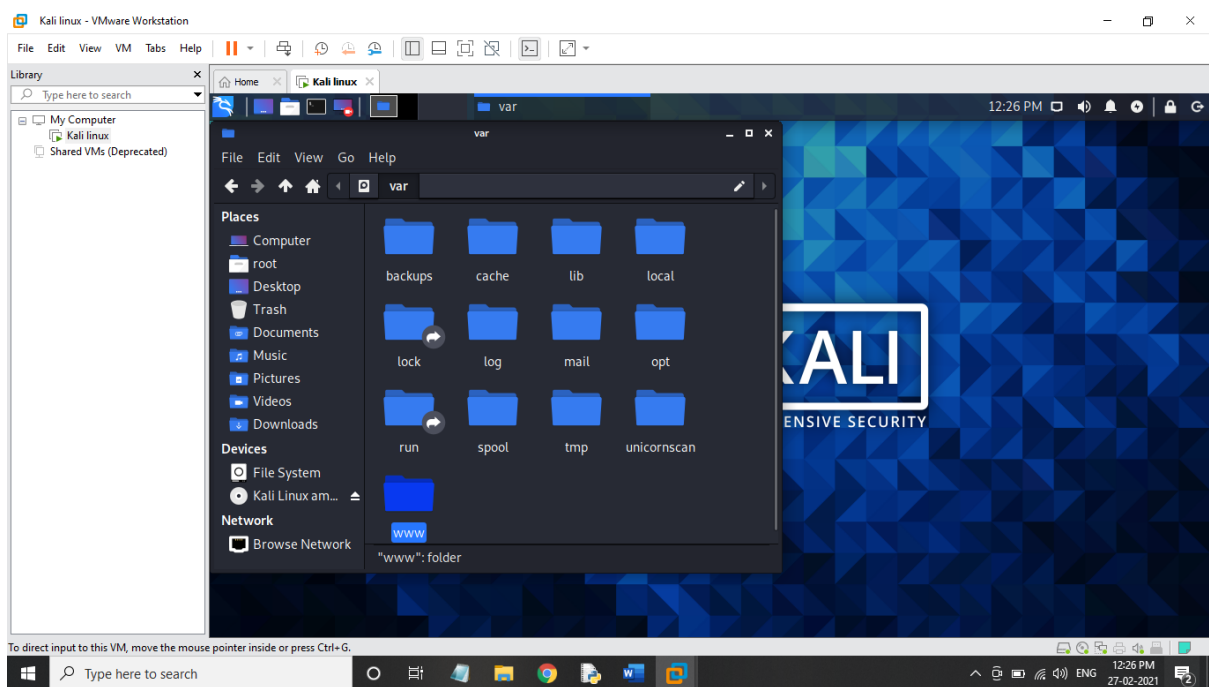 Kali linux - VMware Workstation
File Edit View VM Tabs Help
Library
Type here to search
My Computer
Kali linux
Shared VMs (Deprecated)
Home Kali linux
var 12:26 PM
var
File Edit View Go Help
var
Places
Computer
root
Desktop
Trash
Documents
Music
Pictures
Videos
Downloads
Devices
File System
Kali Linux am...
Network
Browse Network
backups cache lib local
lock log mail opt
run spool tmp unicornscan
www
"www": folder
KALI
ENSIVE SECURITY
To direct input to this VM, move the mouse pointer inside or press Ctrl+G.
Type here to search
ENG
12:26 PM
27-02-2021
2